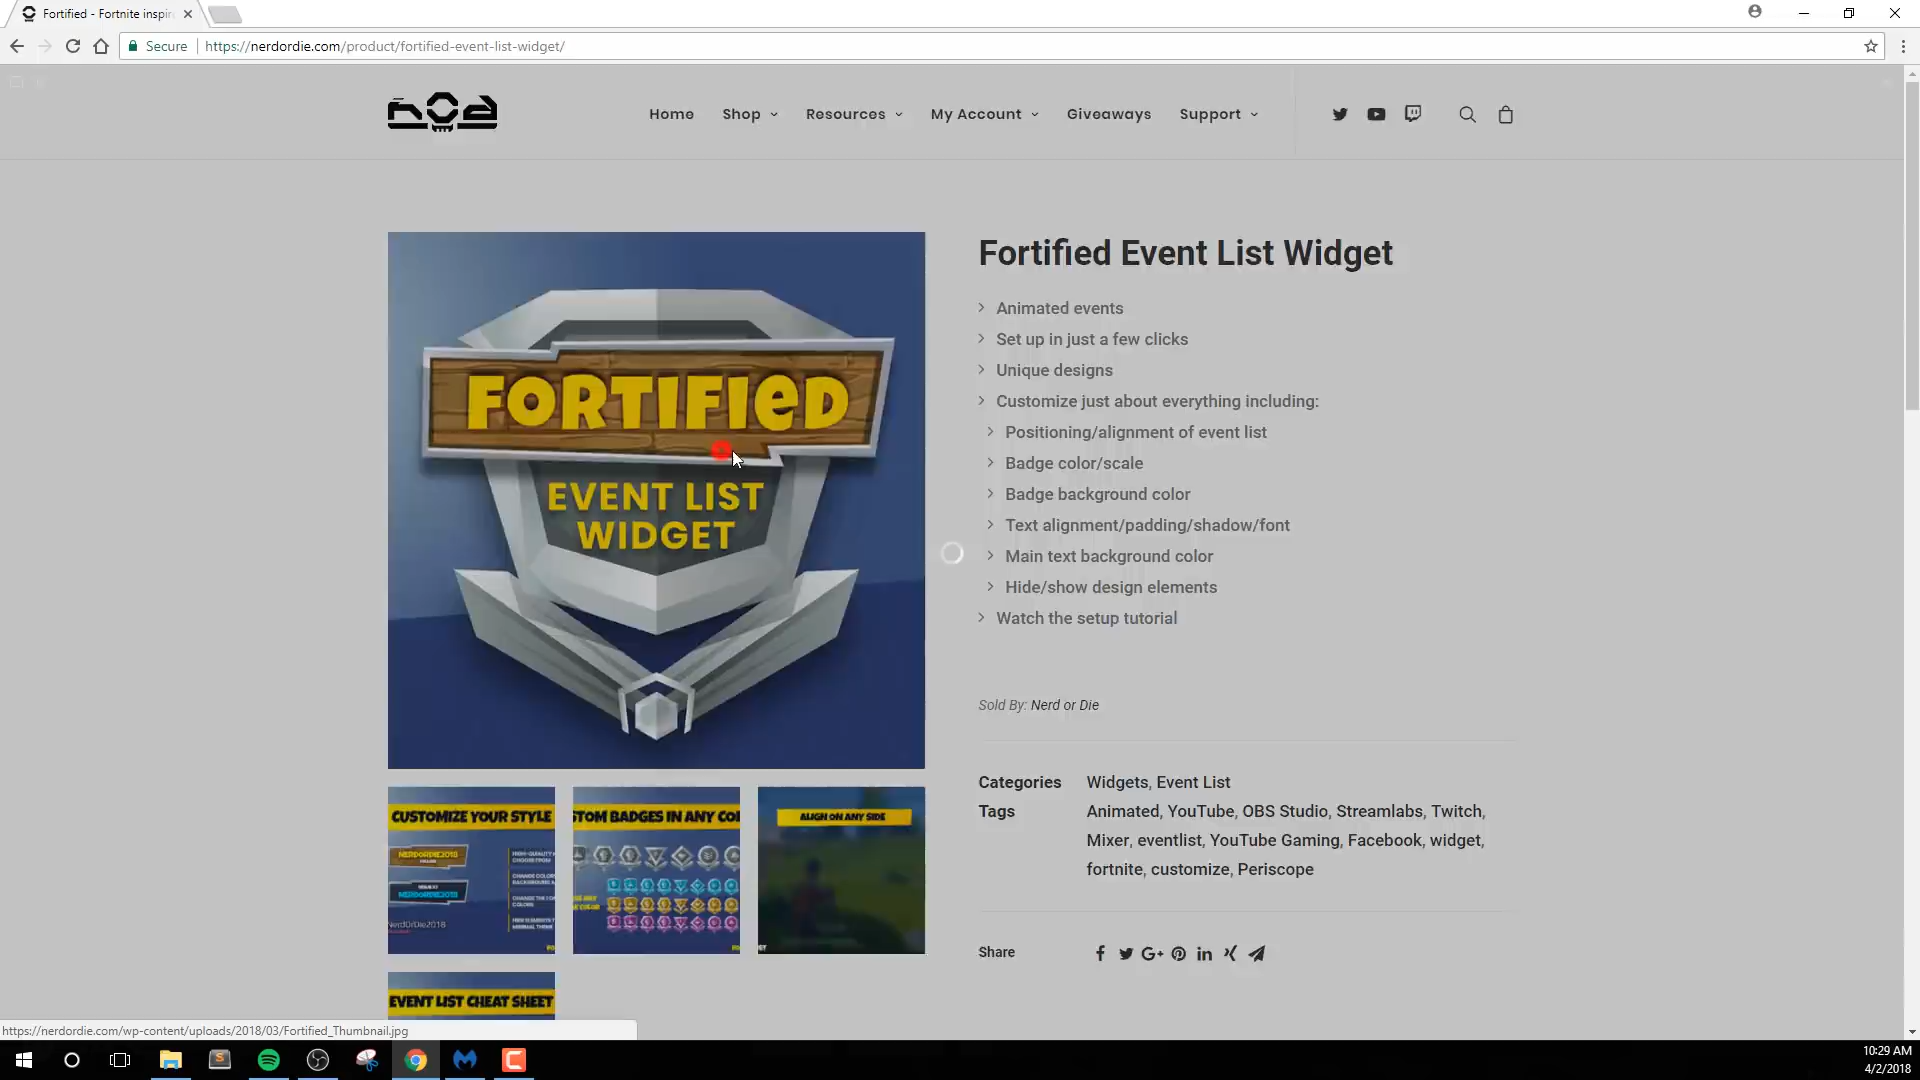 Fortified - Fortnite inspir
Secure
https://nerdordie.com/product/fortified-event-list-widget/
nOd
Home
Shop
Resources
My Account
Giveaways
Support
FORTIFIED
EVENT LIST
WIDGET
Fortified Event List Widget
Animated events
Set up in just a few clicks
Unique designs
Customize just about everything including:
Positioning/alignment of event list
Badge color/scale
Badge background color
Text alignment/padding/shadow/font
Main text background color
Hide/show design elements
Watch the setup tutorial
Sold By: Nerd or Die
Categories Widgets, Event List
Tags Animated, YouTube, OBS Studio, Streamlabs, Twitch,
Mixer, eventlist, YouTube Gaming, Facebook, widget,
fortnite, customize, Periscope
Share
CUSTOMIZE YOUR STYLE
NERDORDIE2018
NERDORDIE2018
NerdOrDie2018
STOM BADGES IN ANY CO
ALIGN ON ANY SIDE
EVENT LIST CHEAT SHEET
https://nerdordie.com/wp-content/uploads/2018/03/Fortified_Thumbnail.jpg
10:29 AM
4/2/2018